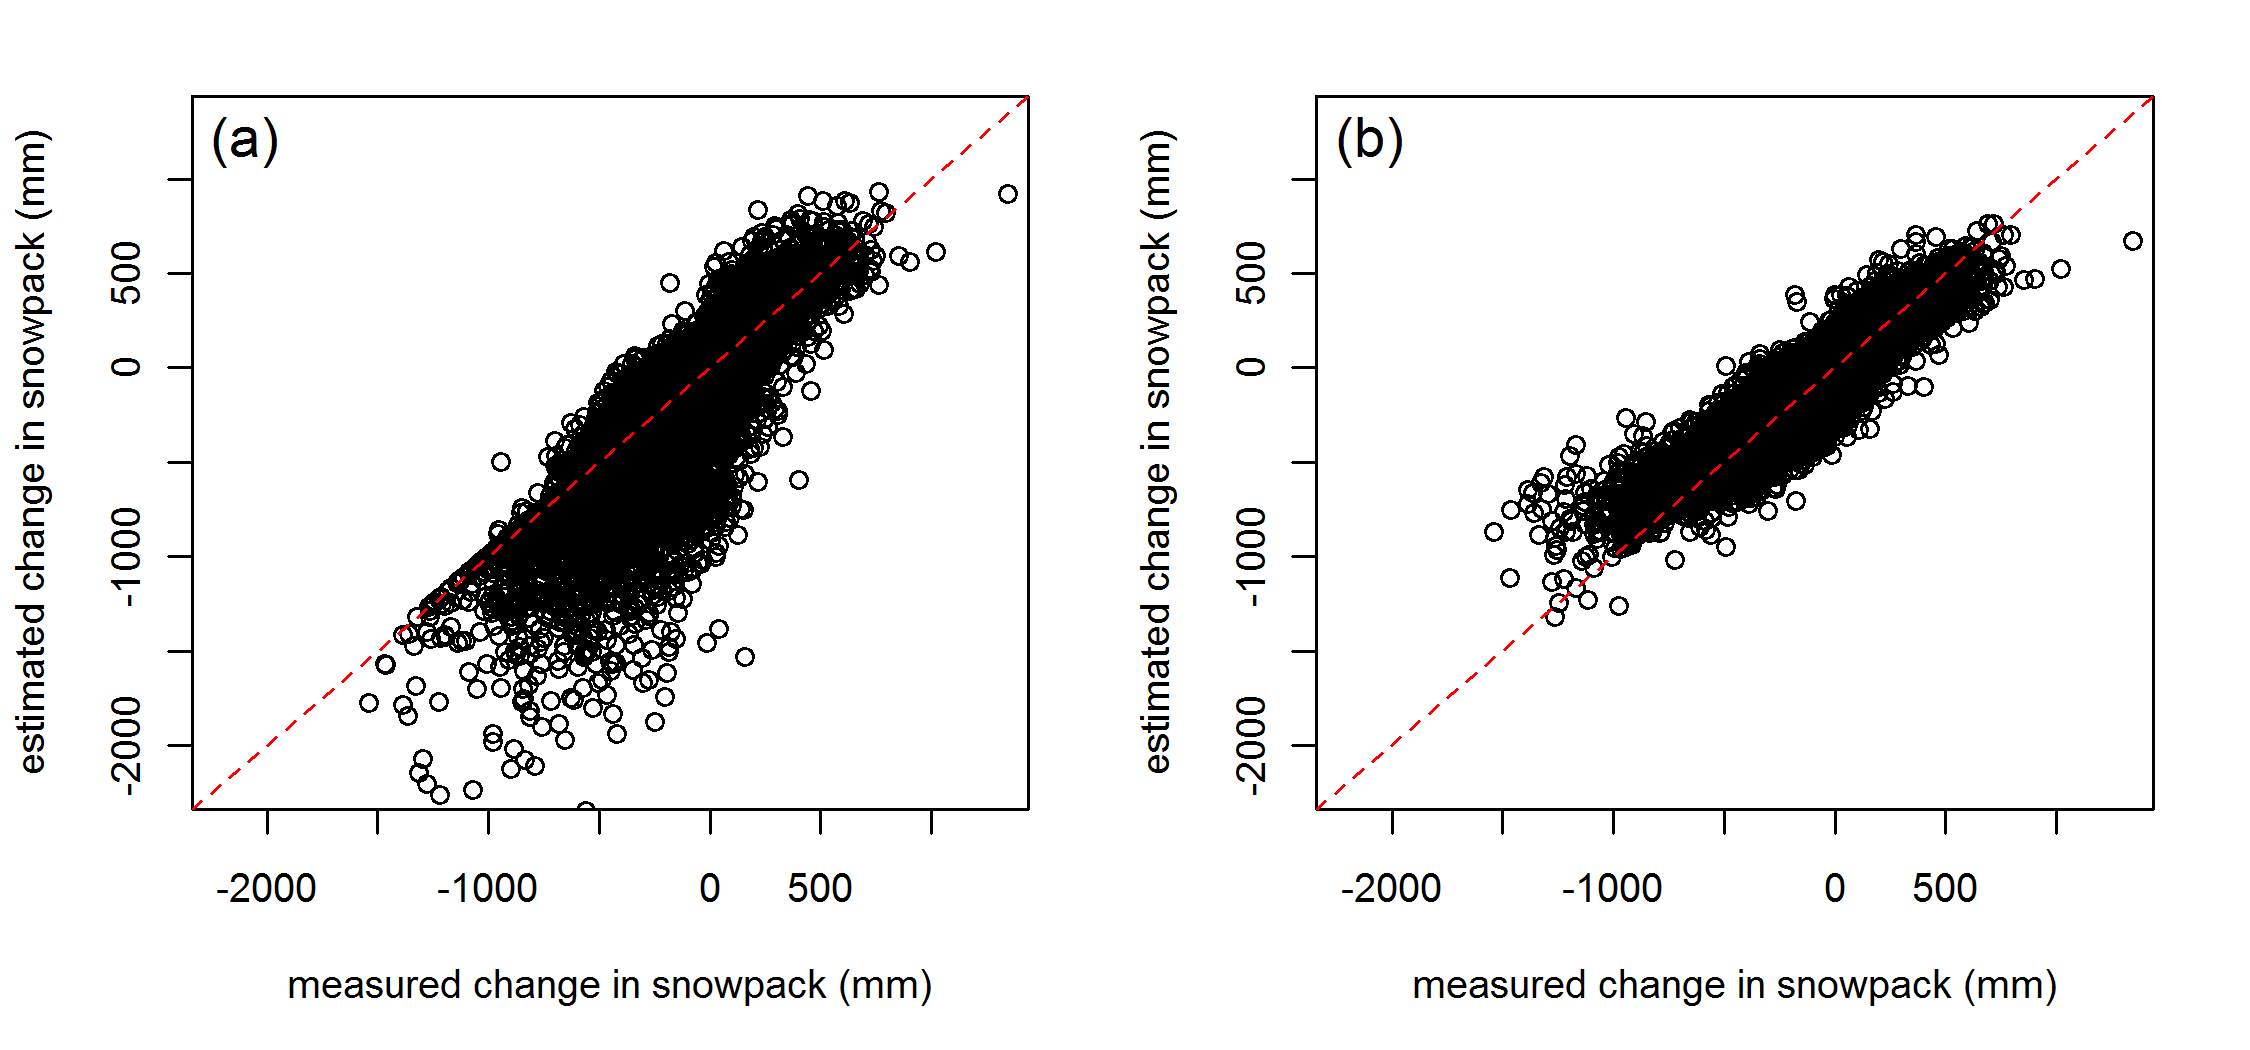 (a)
estimated change in snowpack (mm)
500
0
-1000
-2000
-2000 -1000 0 500
measured change in snowpack (mm)
(b)
estimated change in snowpack (mm)
500
0
-1000
-2000
-2000 -1000 0 500
measured change in snowpack (mm)